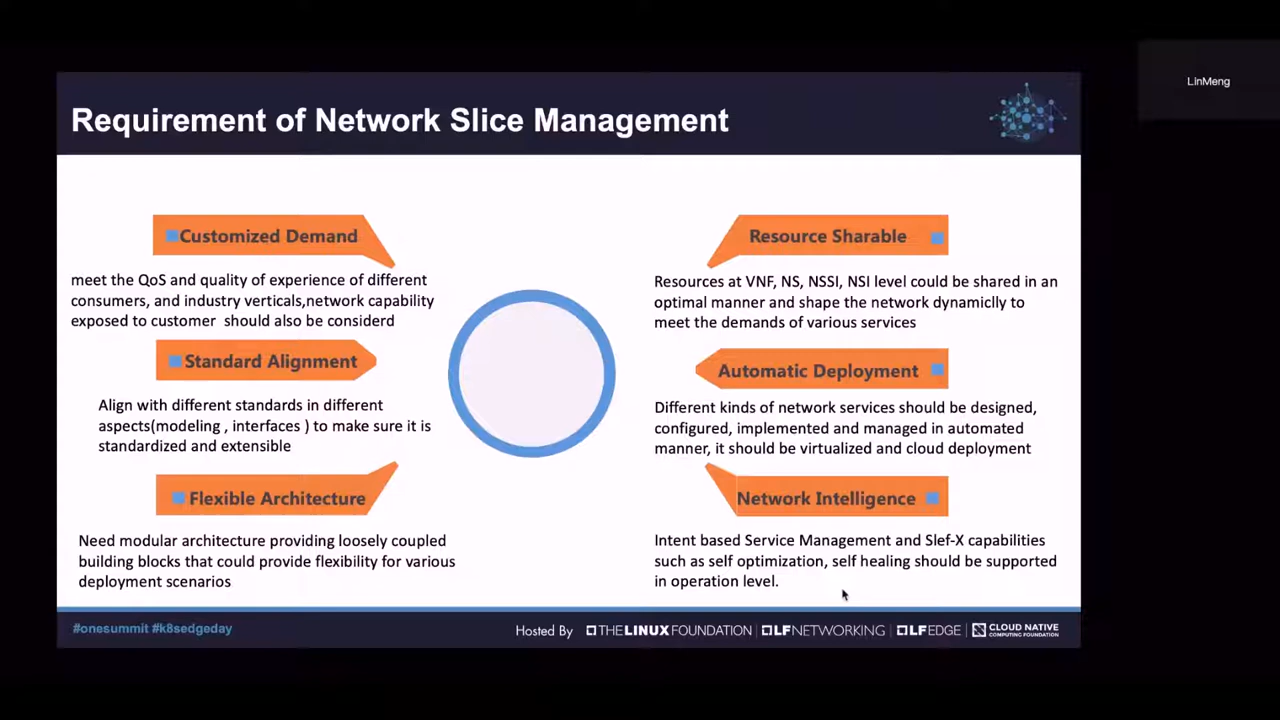 LinMeng
Requirement of Network Slice Management
Customized Demand
meet the QoS and quality of experience of different
consumers, and industry verticals,network capability
exposed to customer  should also be considerd
Standard Alignment
Align with different standards in different
aspects(modeling , interfaces ) to make sure it is
standardized and extensible
Flexible Architecture
Need modular architecture providing loosely coupled
building blocks that could provide flexibility for various
deployment scenarios
Resource Sharable
Resources at VNF, NS, NSSI, NSI level could be shared in an
optimal manner and shape the network dynamiclly to
meet the demands of various services
Automatic Deployment
Different kinds of network services should be designed,
configured, implemented and managed in automated
manner, it should be virtualized and cloud deployment
Network Intelligence
Intent based Service Management and Slef-X capabilities
such as self optimization, self healing should be supported
in operation level.
#onesummit #k8sedgeday
Hosted By THE LINUX FOUNDATION | LFNETWORKING | LFEDGE | CLOUD NATIVE
COMPUTING FOUNDATION